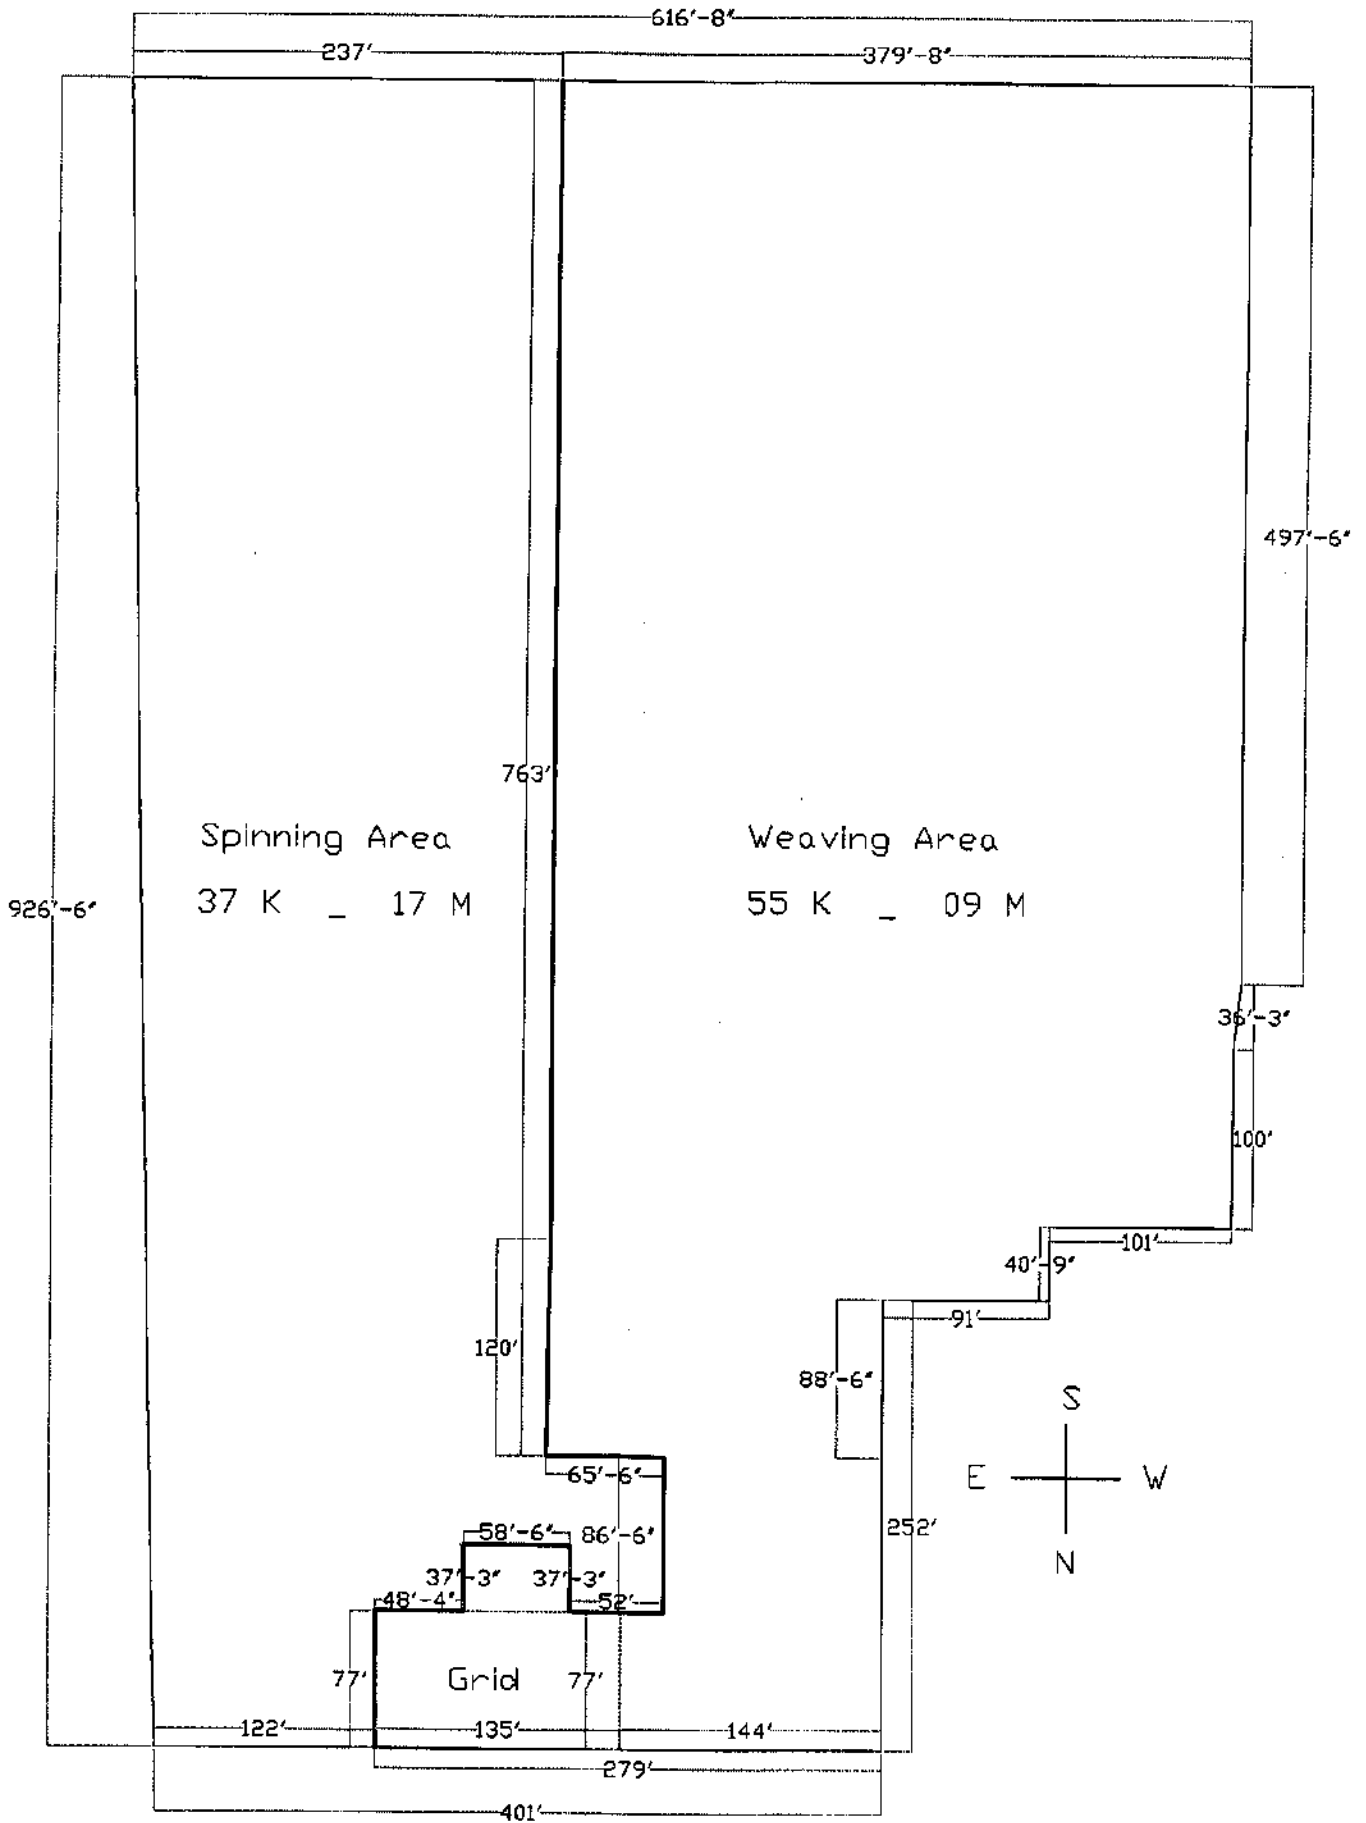 616'-8"
237' 379'-8"
497'-6"
763'
Spinning Area Weaving Area
37 K _ 17 M 55 K _ 09 M
926'-6"
36'-3"
100'
101'
40'-9"
91'
120'
88'-6"
S
65'-6"
E W
252'
58'-6" 86'-6"
N
37'-3" 37'-3"
48'-4" 52'
77' Grid 77'
122' 135' 144'
279'
401'